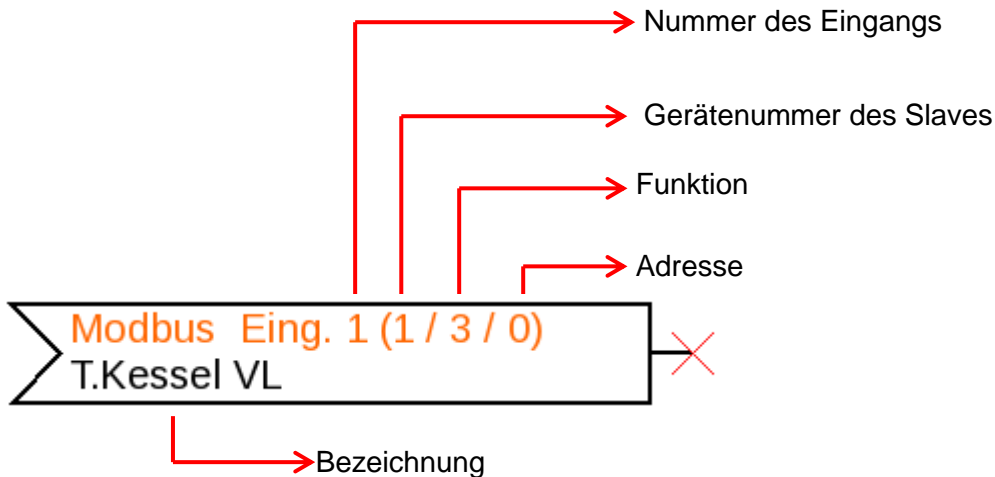 Nummer des Eingangs
Gerätenummer des Slaves
Funktion
Adresse
Modbus Eing. 1 (1 / 3 / 0)
T.Kessel VL
Bezeichnung